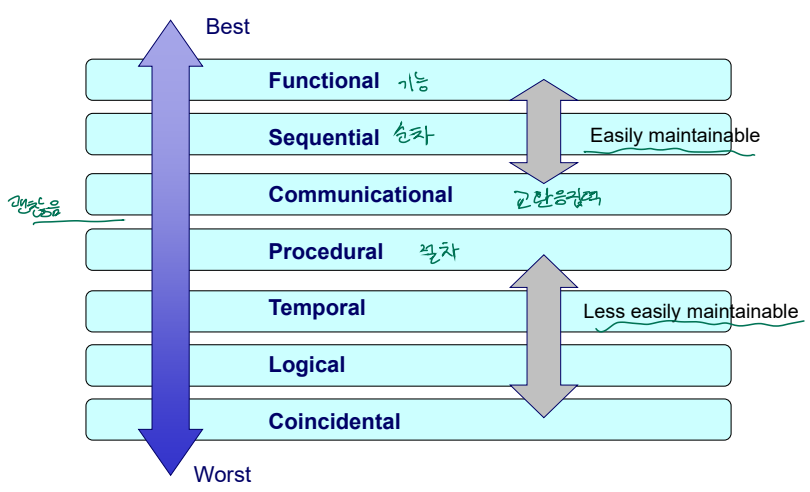 Best
Functional 기능
Sequential 순차
Easily maintainable
Communicational 교환응집력
괜찮음
Procedural 절차
Temporal
Less easily maintainable
Logical
Coincidental
Worst